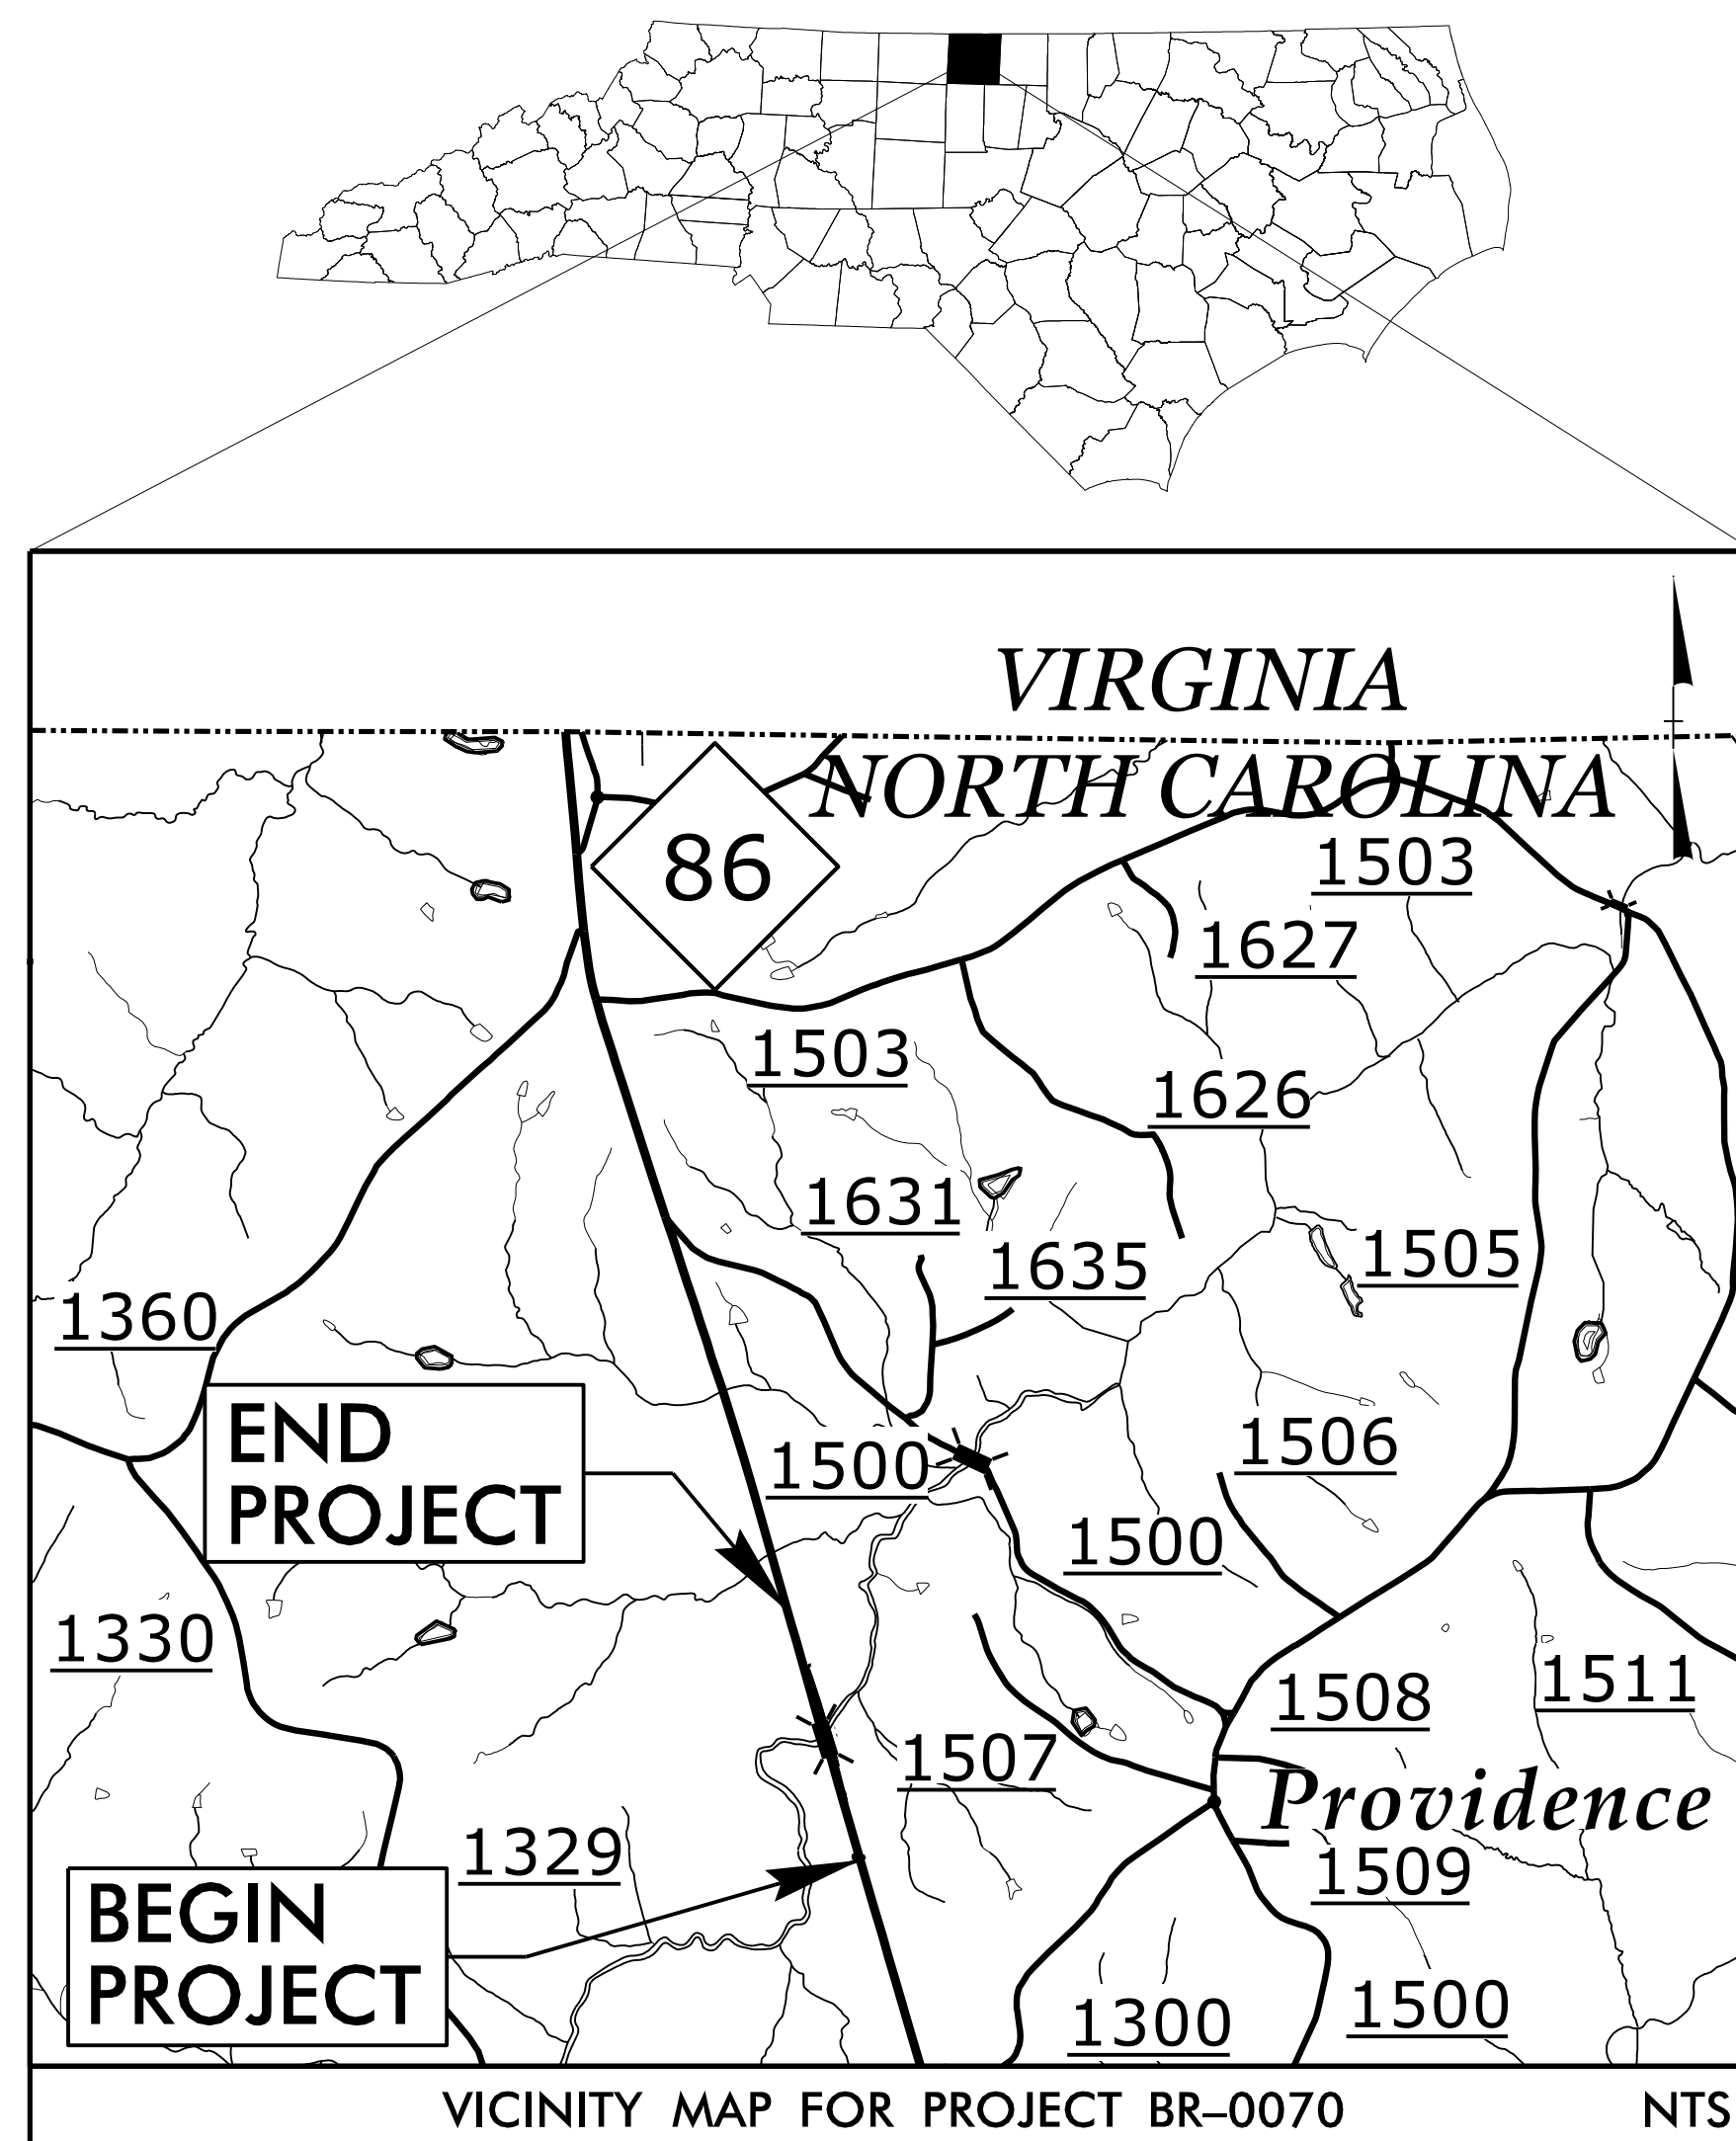 VIRGINIA
NORTH CAROLINA
86
1503
1627
1503
1626
1631
1635
1505
1360
END
PROJECT
1500
1506
1500
1330
1508
1511
1507
Providence
1329
1509
BEGIN
PROJECT
1300
1500
VICINITY MAP FOR PROJECT BR–0070
NTS